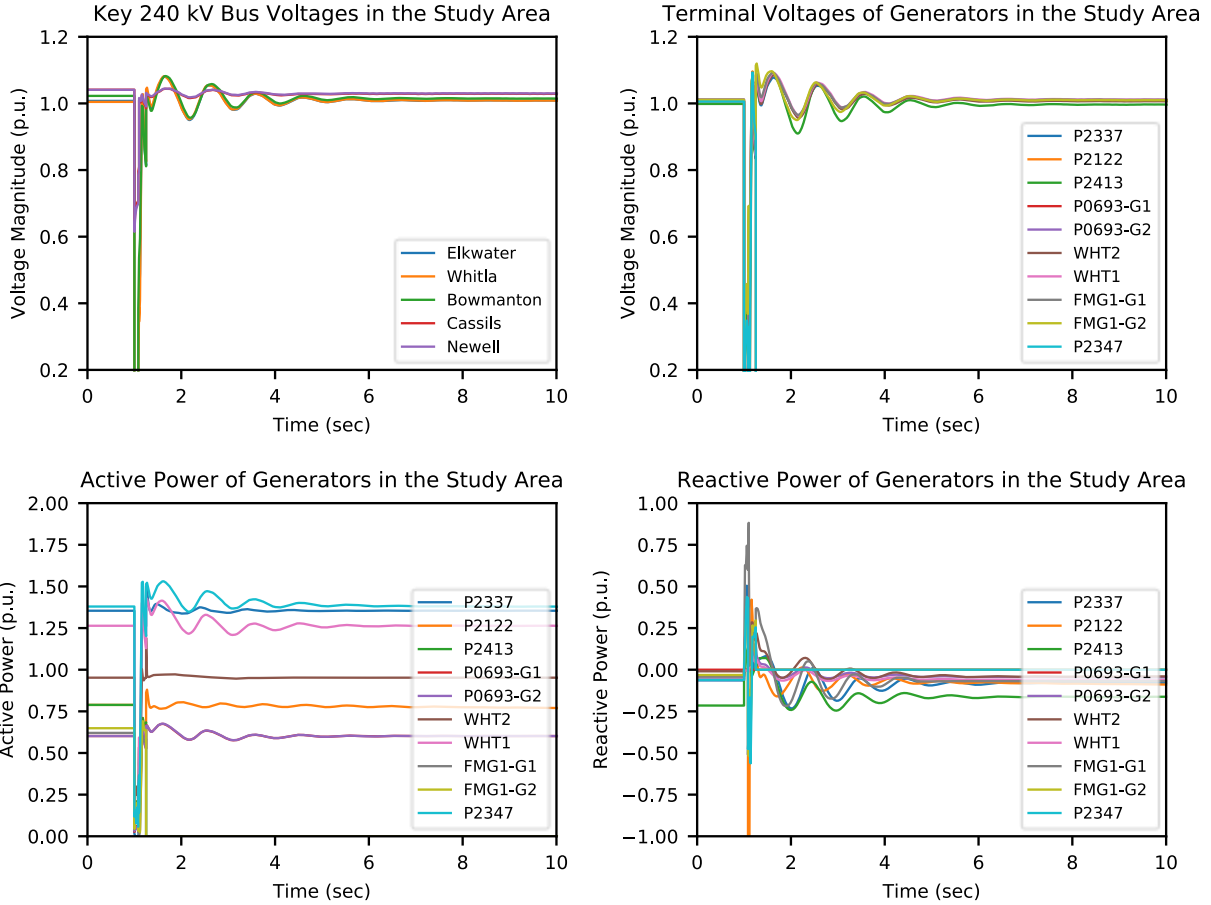 Key 240 kV Bus Voltages in the Study Area
1.2
1.0
0.8
0.6
0.4
0.2
Voltage Magnitude (p.u.)
Elkwater
Whitla
Bowmanton
Cassils
Newell
0 2 4 6 8 10
Time (sec)
Terminal Voltages of Generators in the Study Area
1.2
1.0
0.8
0.6
0.4
0.2
Voltage Magnitude (p.u.)
P2337
P2122
P2413
P0693-G1
P0693-G2
WHT2
WHT1
FMG1-G1
FMG1-G2
P2347
0 2 4 6 8 10
Time (sec)
Active Power of Generators in the Study Area
2.00
1.75
1.50
1.25
1.00
0.75
0.50
0.25
0.00
Active Power (p.u.)
P2337
P2122
P2413
P0693-G1
P0693-G2
WHT2
WHT1
FMG1-G1
FMG1-G2
P2347
0 2 4 6 8 10
Time (sec)
Reactive Power of Generators in the Study Area
1.00
0.75
0.50
0.25
0.00
−0.25
−0.50
−0.75
−1.00
Reactive Power (p.u.)
P2337
P2122
P2413
P0693-G1
P0693-G2
WHT2
WHT1
FMG1-G1
FMG1-G2
P2347
0 2 4 6 8 10
Time (sec)